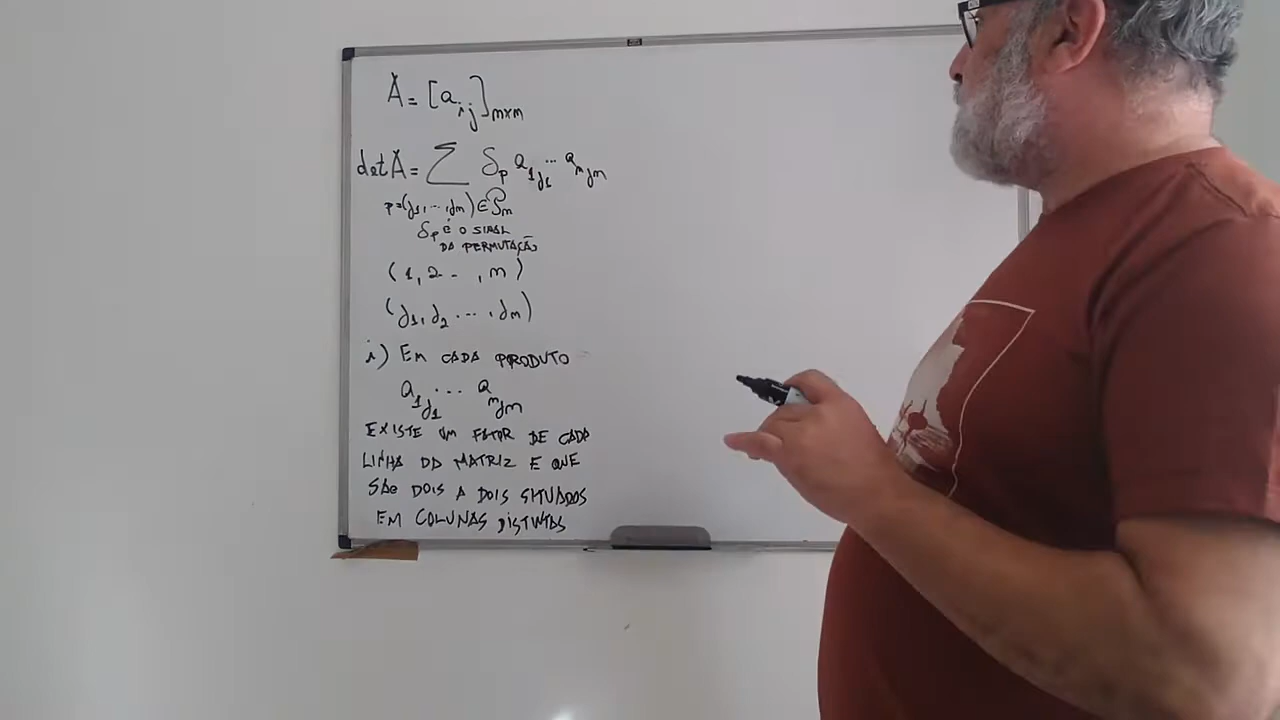 A = [a_ij]_mxm
det A = Σ δ_p a_1j1 ... a_mjm
p=(j1, ..., jm) ∈ P_m
δ_p é o SINAL
DA PERMUTAÇÃO
(1, 2 .. , m)
(j1, j2 ... , jm)
i) EM CADA PRODUTO
a_1j1 ... a_mjm
EXISTE UM FATOR DE CADA
LINHA DA MATRIZ E QUE
SÃO DOIS A DOIS SITUADOS
EM COLUNAS DISTINTAS